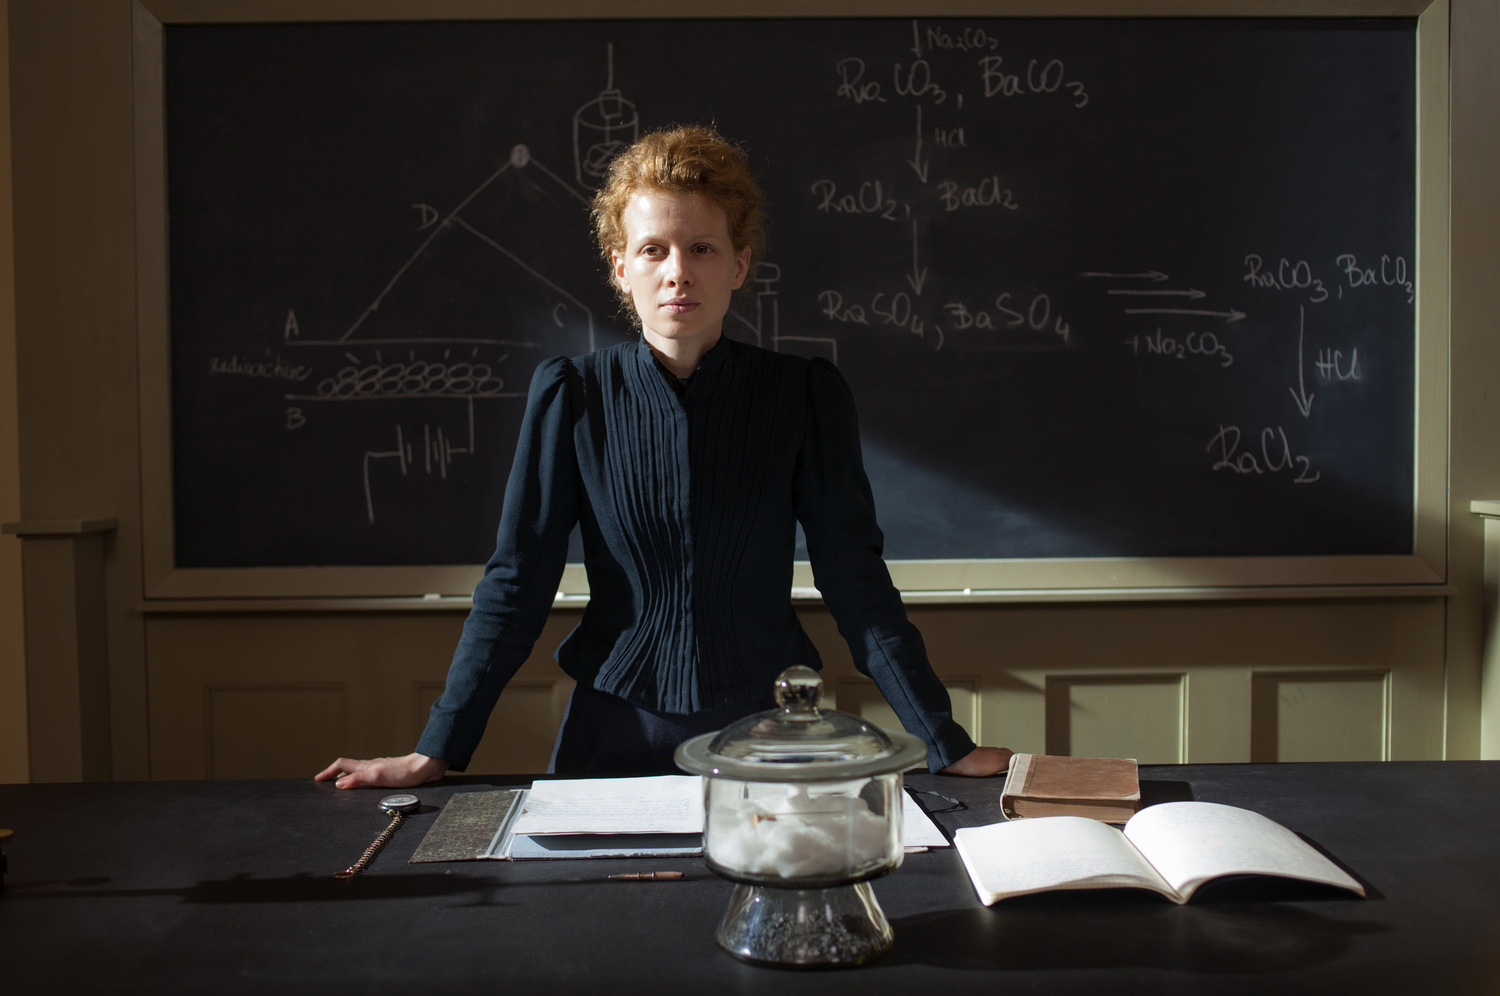 Na₂CO₃
RaCO₃, BaCO₃
HCl
RaCl₂, BaCl₂
RaSO₄, BaSO₄
+Na₂CO₃
RaCO₃, BaCO₃
HCl
RaCl₂
D
A
C
radioactive
B